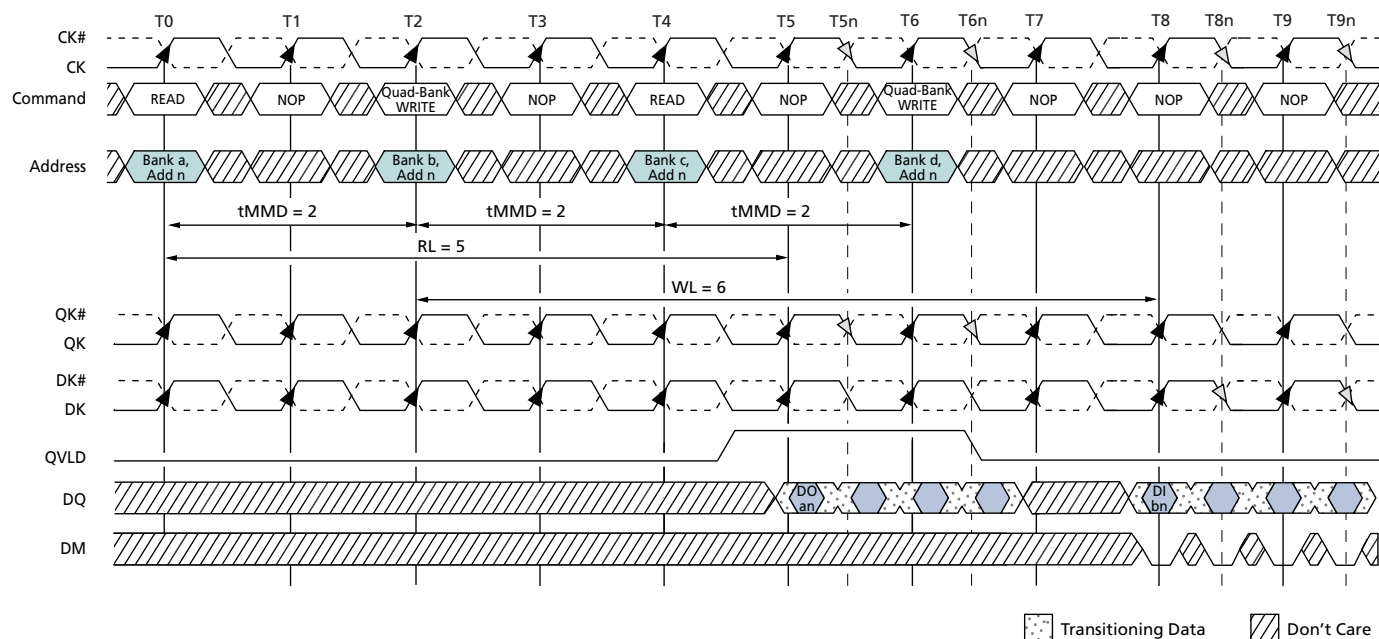 T0 T1 T2 T3 T4 T5 T5n T6 T6n T7 T8 T8n T9 T9n
CK#
CK
Command READ NOP Quad-Bank WRITE NOP READ NOP Quad-Bank WRITE NOP NOP NOP
Address Bank a, Add n Bank b, Add n Bank c, Add n Bank d, Add n
tMMD = 2 tMMD = 2 tMMD = 2
RL = 5
WL = 6
QK#
QK
DK#
DK
QVLD
DQ DO an DI bn
DM
Transitioning Data Don't Care